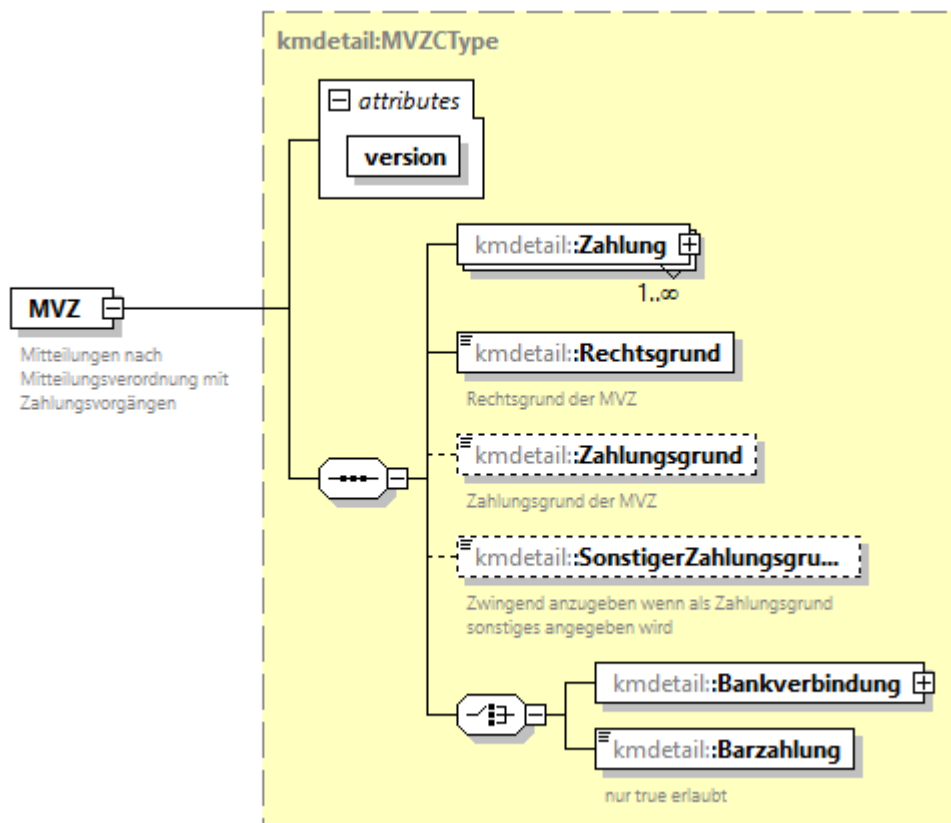 kmdetail:MVZCType
attributes
version
kmdetail::Zahlung
1..∞
MVZ
Mitteilungen nach
Mitteilungsverordnung mit
Zahlungsvorgängen
kmdetail::Rechtsgrund
Rechtsgrund der MVZ
kmdetail::Zahlungsgrund
Zahlungsgrund der MVZ
kmdetail::SonstigerZahlungsgru...
Zwingend anzugeben wenn als Zahlungsgrund
sonstiges angegeben wird
kmdetail::Bankverbindung
kmdetail::Barzahlung
nur true erlaubt